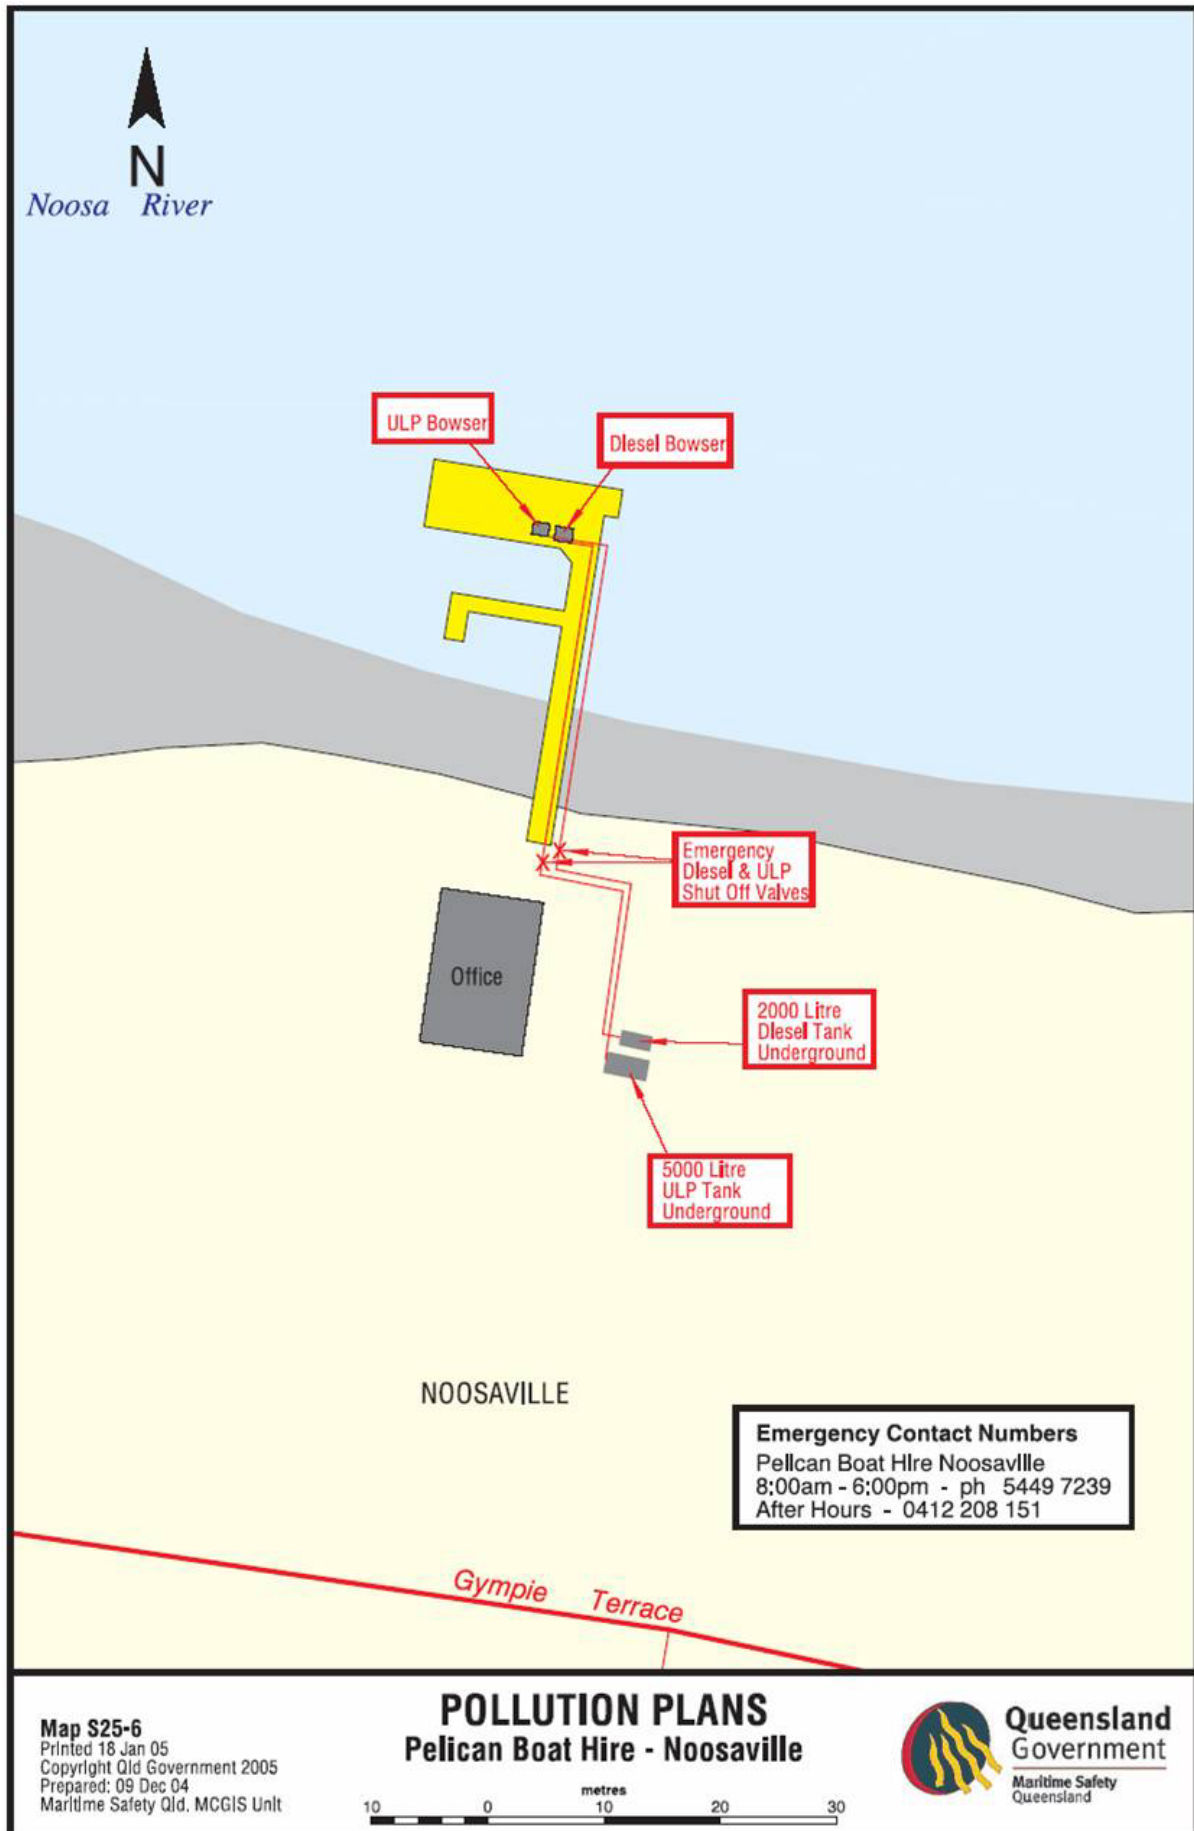 N
Noosa River
ULP Bowser
Diesel Bowser
Emergency
Diesel & ULP
Shut Off Valves
Office
2000 Litre
Diesel Tank
Underground
5000 Litre
ULP Tank
Underground
NOOSAVILLE
Emergency Contact Numbers
Pelican Boat Hire Noosaville
8:00am - 6:00pm - ph 5449 7239
After Hours - 0412 208 151
Gympie Terrace
Map S25-6
Printed 18 Jan 05
Copyright Qld Government 2005
Prepared: 09 Dec 04
Maritime Safety Qld. MCGIS Unit
POLLUTION PLANS
Pelican Boat Hire - Noosaville
metres
10 0 10 20 30
Queensland
Government
Maritime Safety
Queensland